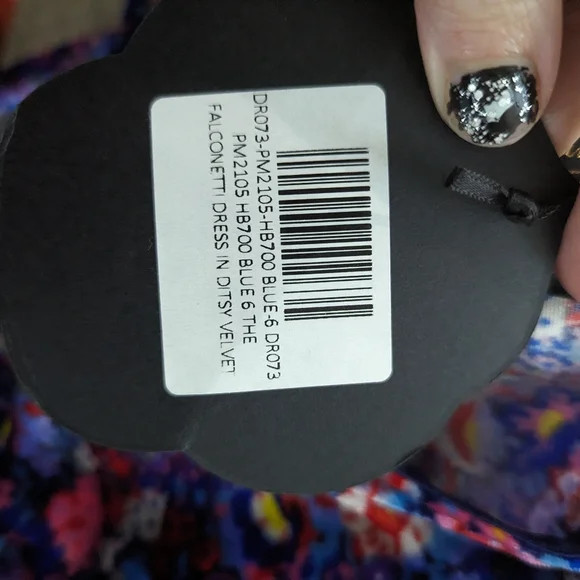 DR073-PM2105-HB700 BLUE-6 DR073
PM2105 HB700 BLUE 6 THE
FALCONETTI DRESS IN DITSY VELVET